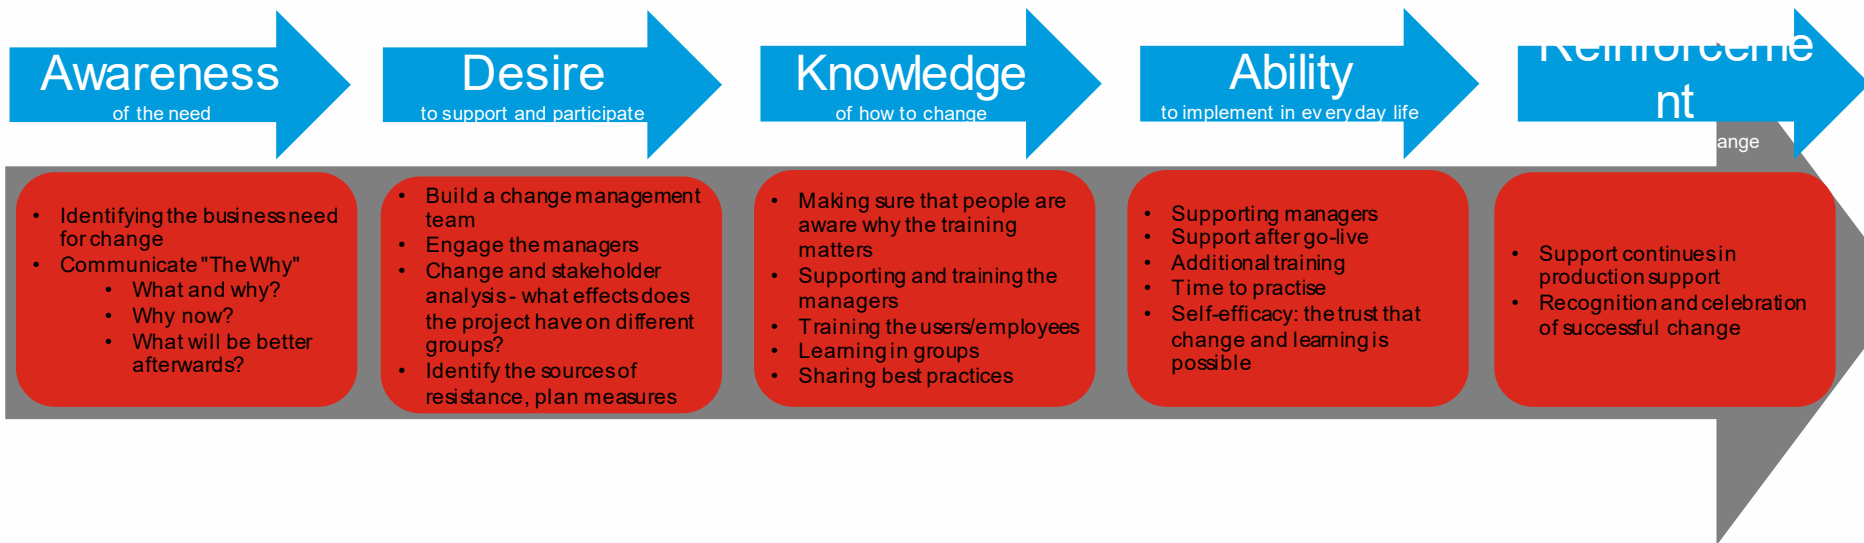 Awareness
of the need
Desire
to support and participate
Knowledge
of how to change
Ability
to implement in everyday life
Reinforceme
nt
ange
• Identifying the business need
for change
• Communicate "The Why"
• What and why?
• Why now?
• What will be better
afterwards?
• Build a change management
team
• Engage the managers
• Change and stakeholder
analysis - what effects does
the project have on different
groups?
• Identify the sources of
resistance, plan measures
• Making sure that people are
aware why the training
matters
• Supporting and training the
managers
• Training the users/employees
• Learning in groups
• Sharing best practices
• Supporting managers
• Support after go-live
• Additional training
• Time to practise
• Self-efficacy: the trust that
change and learning is
possible
• Support continues in
production support
• Recognition and celebration
of successful change